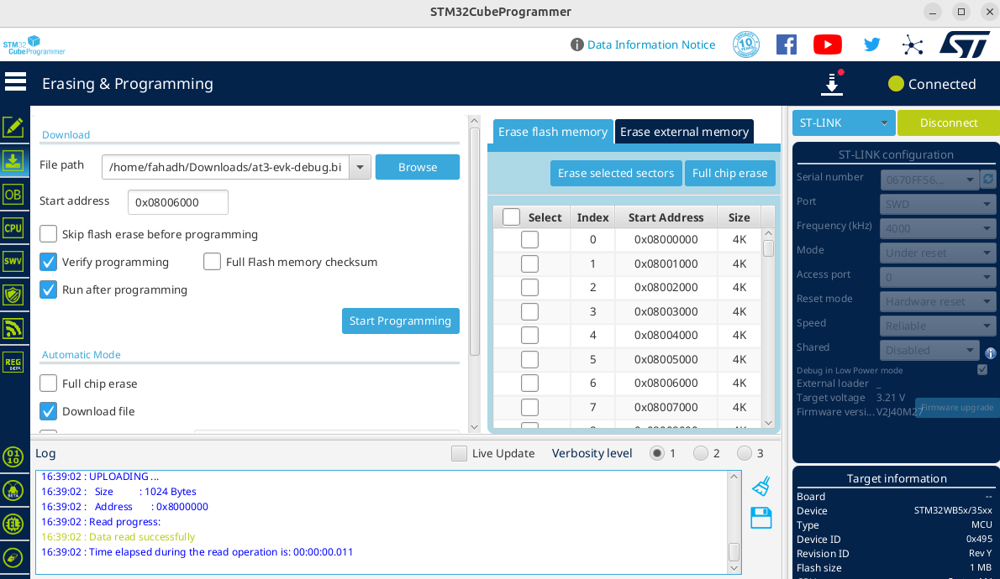 STM32CubeProgrammer
STM32
CubeProgrammer
Data Information Notice
10
ST
Erasing & Programming
Connected
OB
CPU
SWV
REG
BETA
01
10
BETA
Download
File path
/home/fahadh/Downloads/at3-evk-debug.bi
Browse
Start address
0x08006000
Skip flash erase before programming
Verify programming
Full Flash memory checksum
Run after programming
Start Programming
Automatic Mode
Full chip erase
Download file
Erase flash memory
Erase external memory
Erase selected sectors
Full chip erase
Select Index Start Address Size
0 0x08000000 4K
1 0x08001000 4K
2 0x08002000 4K
3 0x08003000 4K
4 0x08004000 4K
5 0x08005000 4K
6 0x08006000 4K
7 0x08007000 4K
Log
Live Update
Verbosity level
1
2
3
16:39:02 : UPLOADING ...
16:39:02 : Size : 1024 Bytes
16:39:02 : Address : 0x8000000
16:39:02 : Read progress:
16:39:02 : Data read successfully
16:39:02 : Time elapsed during the read operation is: 00:00:00.011
ST-LINK
Disconnect
ST-LINK configuration
Serial number 0670FF56...
Port SWD
Frequency (kHz) 4000
Mode Under reset
Access port 0
Reset mode Hardware reset
Speed Reliable
Shared Disabled
Debug in Low Power mode
External loader _
Target voltage 3.21 V
Firmware versi... V2J40M27
Firmware upgrade
Target information
Board --
Device STM32WB5x/35xx
Type MCU
Device ID 0x495
Revision ID Rev Y
Flash size 1 MB